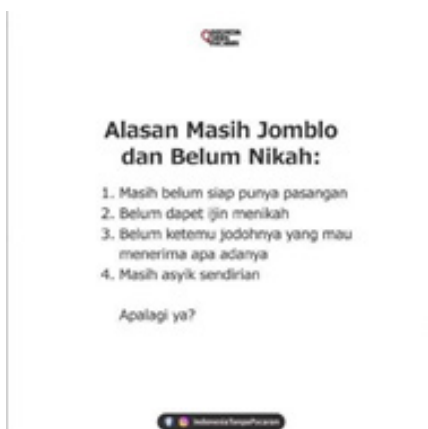 Alasan Masih Jomblo
dan Belum Nikah:
1. Masih belum siap punya pasangan
2. Belum dapet ijin menikah
3. Belum ketemu jodohnya yang mau
menerima apa adanya
4. Masih asyik sendirian
Apalagi ya?
IndonesiaTanpaPacaran